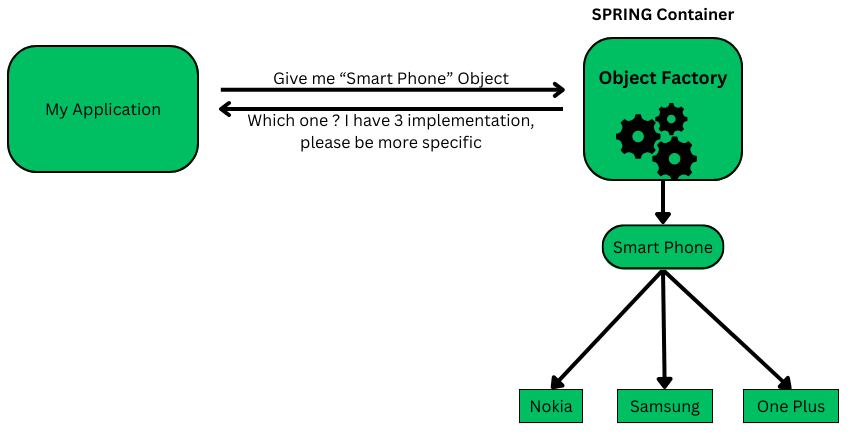 SPRING Container
Object Factory
My Application
Give me “Smart Phone” Object
Which one ? I have 3 implementation,
please be more specific
Smart Phone
Nokia
Samsung
One Plus